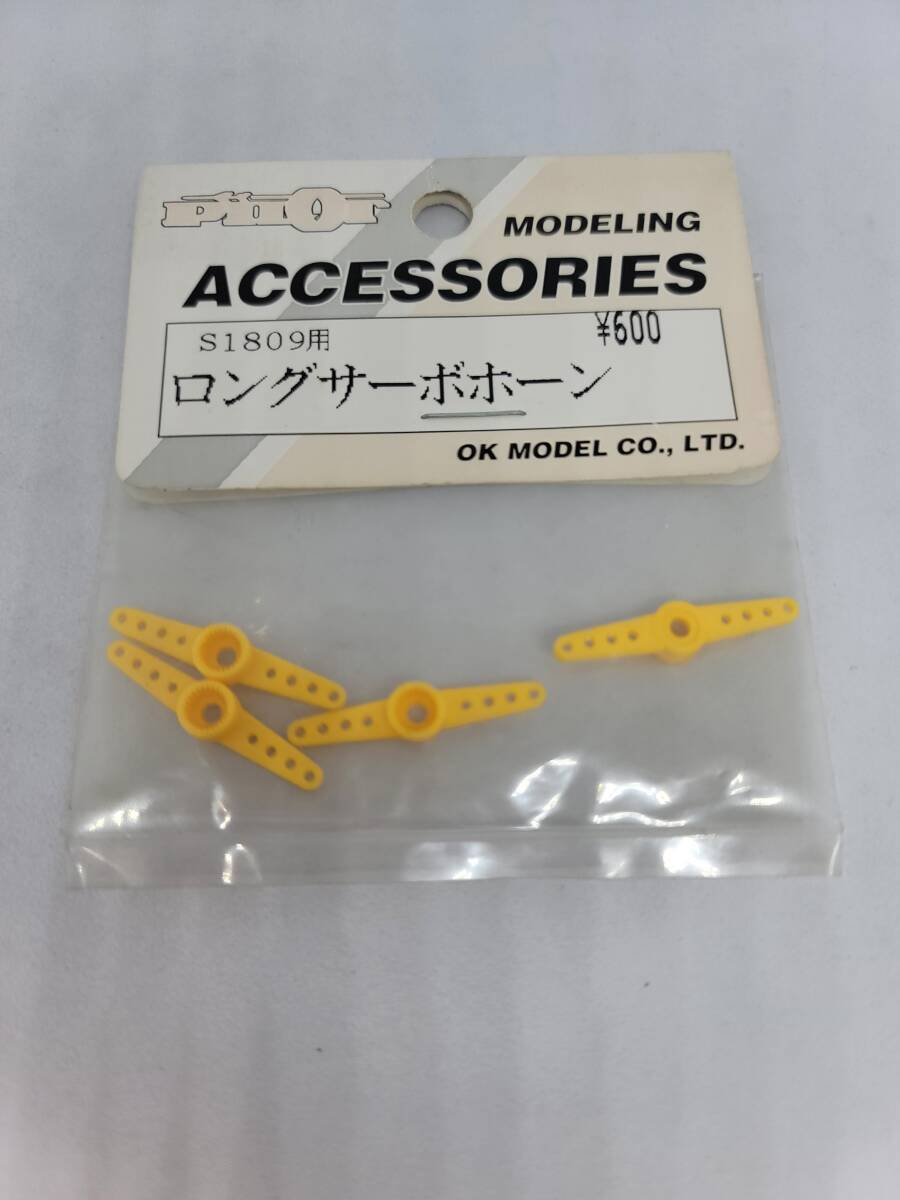 PILOT
MODELING
ACCESSORIES
S1809用 ¥600
ロングサーボホーン
OK MODEL CO., LTD.